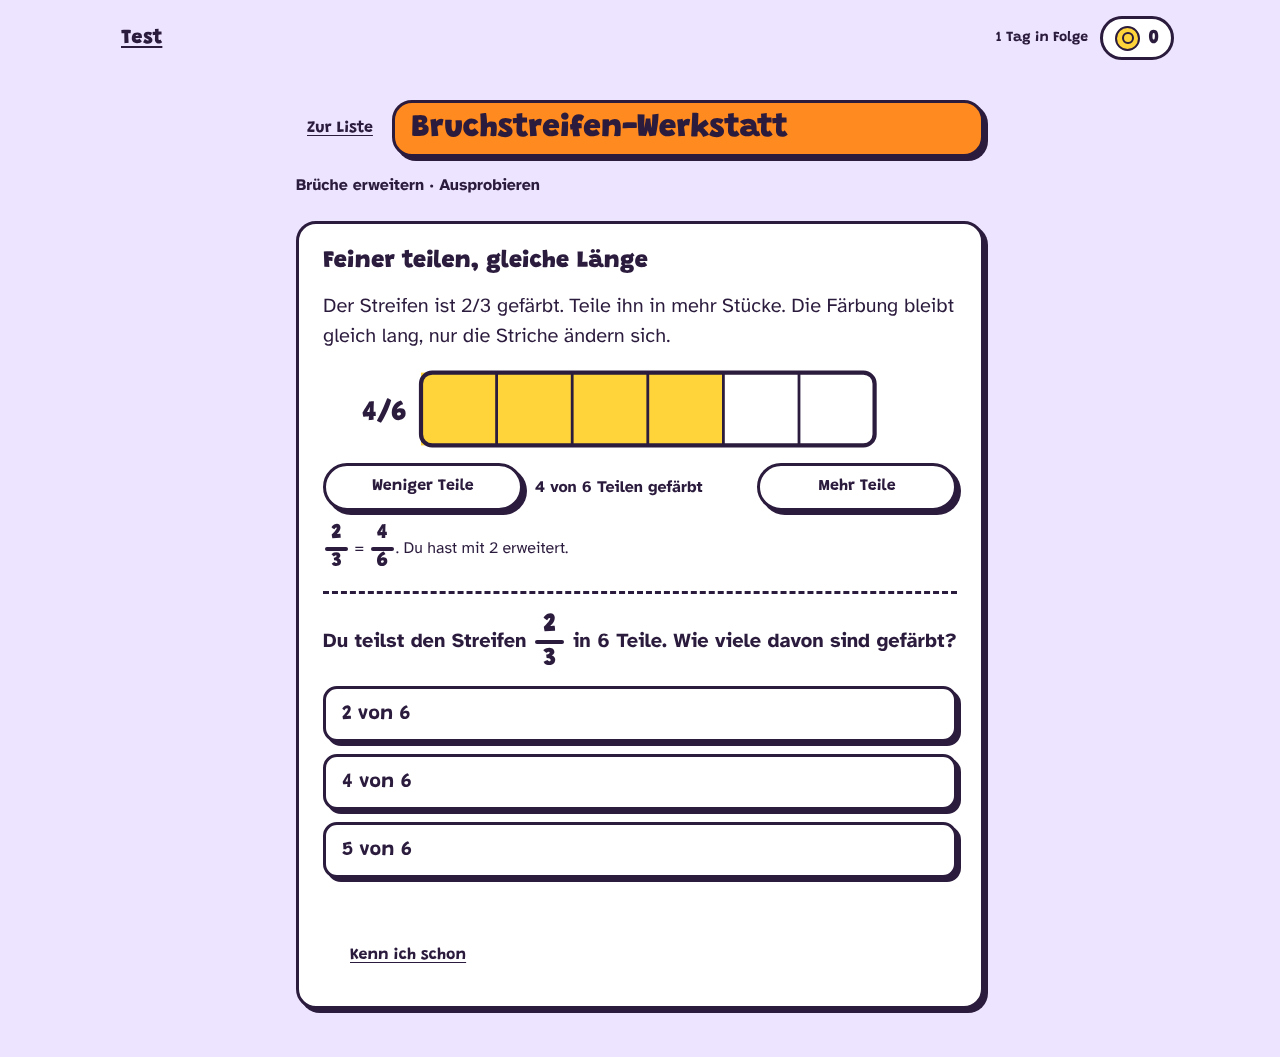 Test
1 Tag in Folge
0
Zur Liste
Bruchstreifen-Werkstatt
Brüche erweitern · Ausprobieren
Feiner teilen, gleiche Länge
Der Streifen ist 2/3 gefärbt. Teile ihn in mehr Stücke. Die Färbung bleibt
gleich lang, nur die Striche ändern sich.
4/6
Weniger Teile
4 von 6 Teilen gefärbt
Mehr Teile
2/3 = 4/6. Du hast mit 2 erweitert.
Du teilst den Streifen 2/3 in 6 Teile. Wie viele davon sind gefärbt?
2 von 6
4 von 6
5 von 6
Kenn ich schon